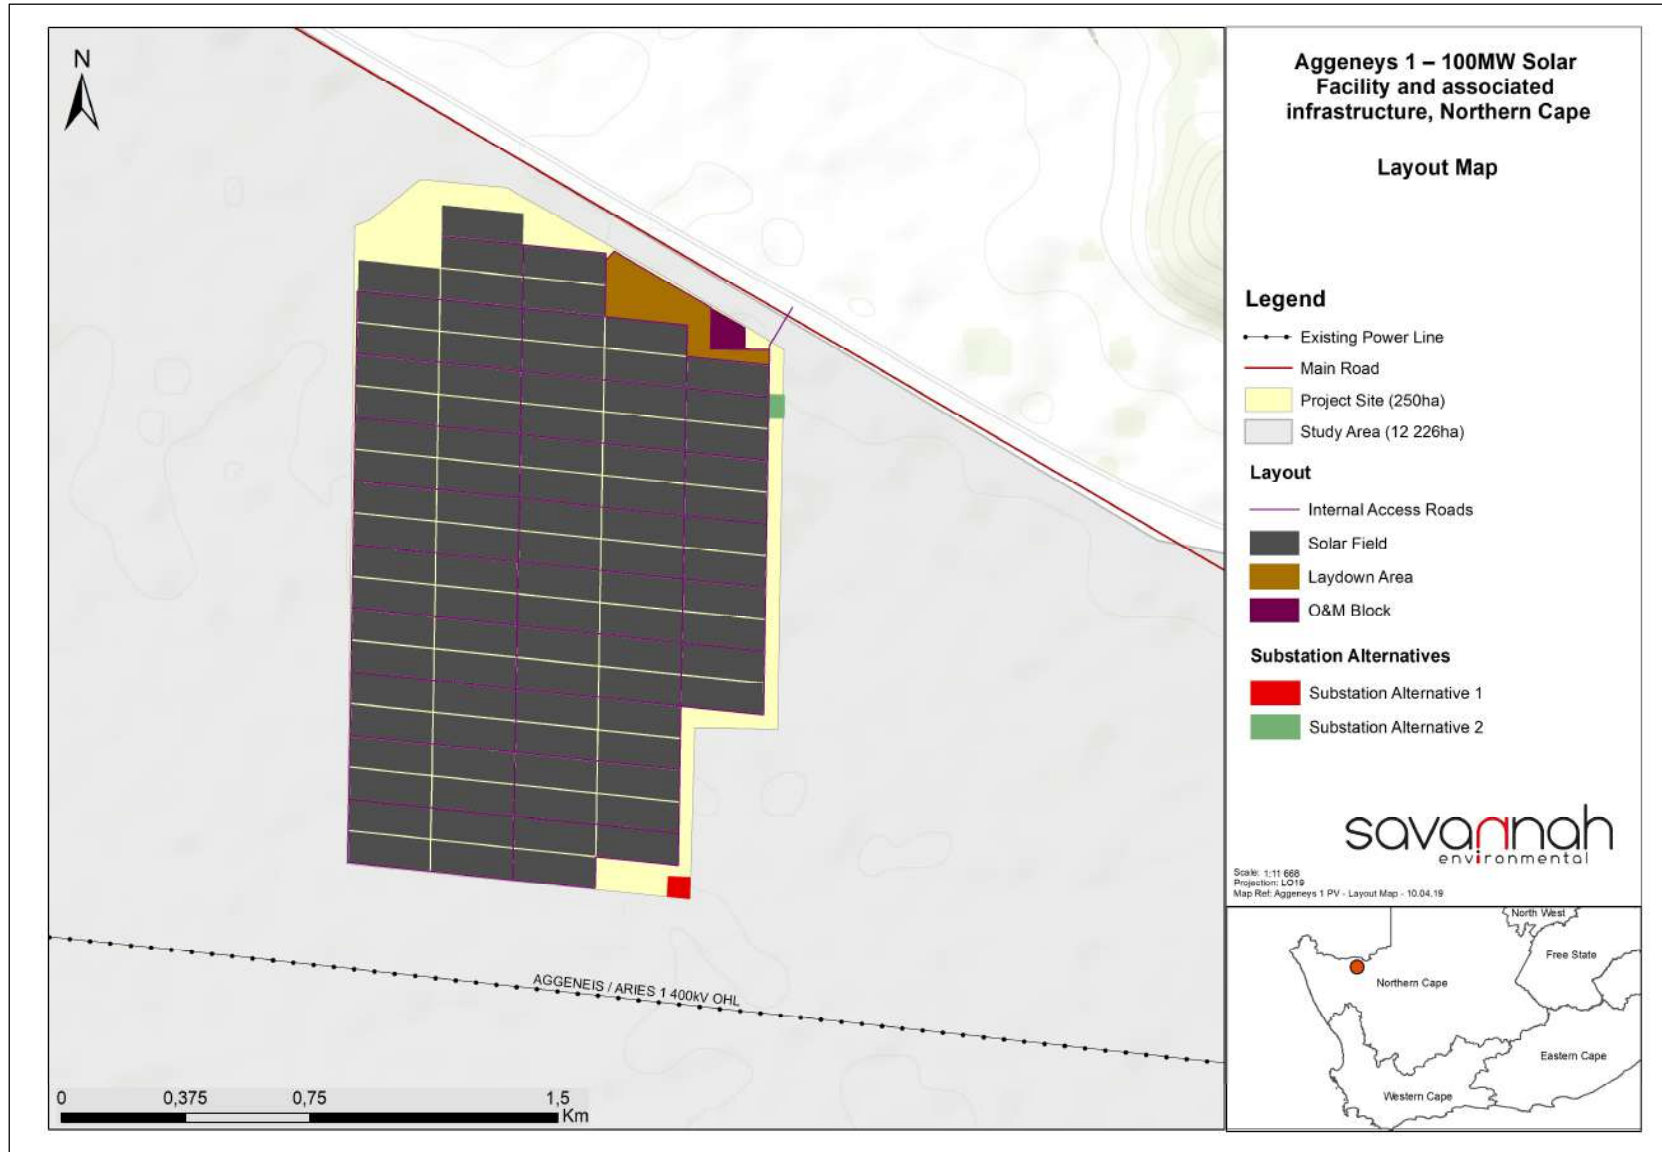 N
AGGENEIS / ARIES 1 400kV OHL
0 0,375 0,75 1,5
Km
Aggeneys 1 – 100MW Solar
Facility and associated
infrastructure, Northern Cape
Layout Map
Legend
Existing Power Line
Main Road
Project Site (250ha)
Study Area (12 226ha)
Layout
Internal Access Roads
Solar Field
Laydown Area
O&M Block
Substation Alternatives
Substation Alternative 1
Substation Alternative 2
savannah
environmental
Scale: 1:11 668
Projection: LO19
Map Ref: Aggeneys 1 PV - Layout Map - 10.04.19
North West
Free State
Northern Cape
Eastern Cape
Western Cape